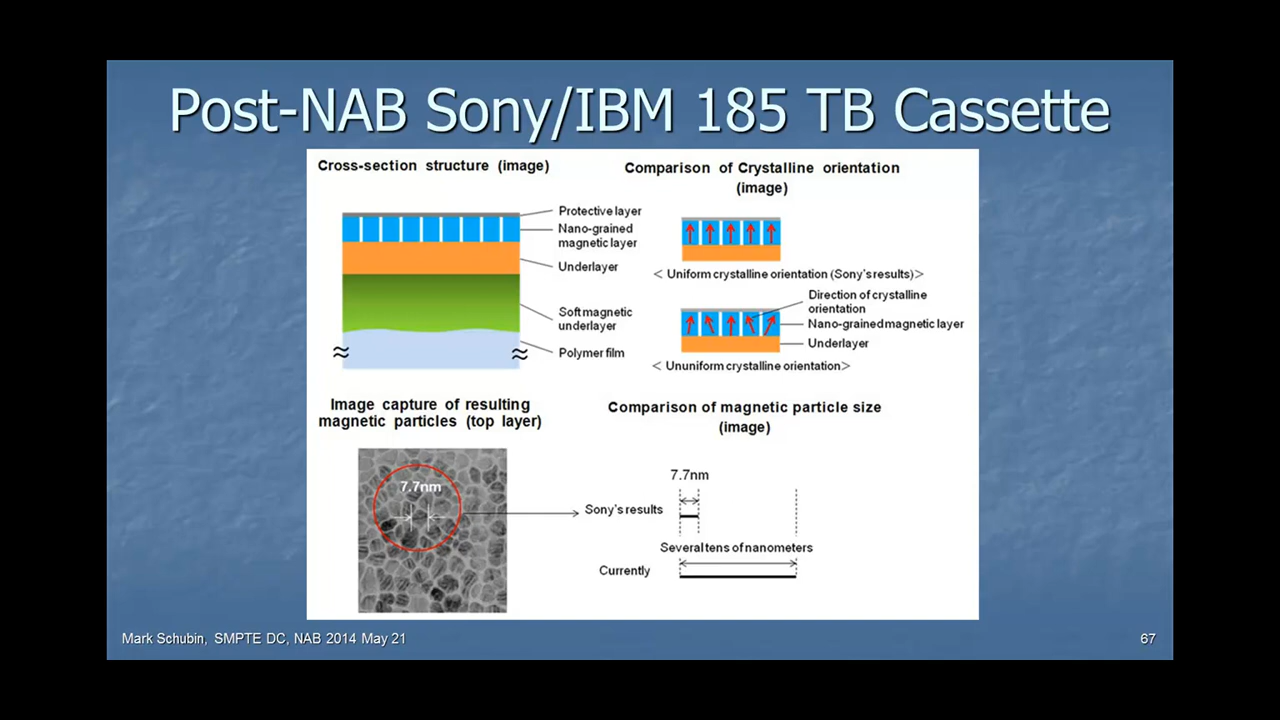 Post-NAB Sony/IBM 185 TB Cassette
Cross-section structure (image)
Protective layer
Nano-grained
magnetic layer
Underlayer
Soft magnetic
underlayer
≈
≈
Polymer film
Comparison of Crystalline orientation
(image)
< Uniform crystalline orientation (Sony's results)>
Direction of crystalline
orientation
Nano-grained magnetic layer
Underlayer
< Ununiform crystalline orientation>
Image capture of resulting
magnetic particles (top layer)
7.7nm
Comparison of magnetic particle size
(image)
7.7nm
Sony's results
Several tens of nanometers
Currently
Mark Schubin, SMPTE DC, NAB 2014 May 21
67